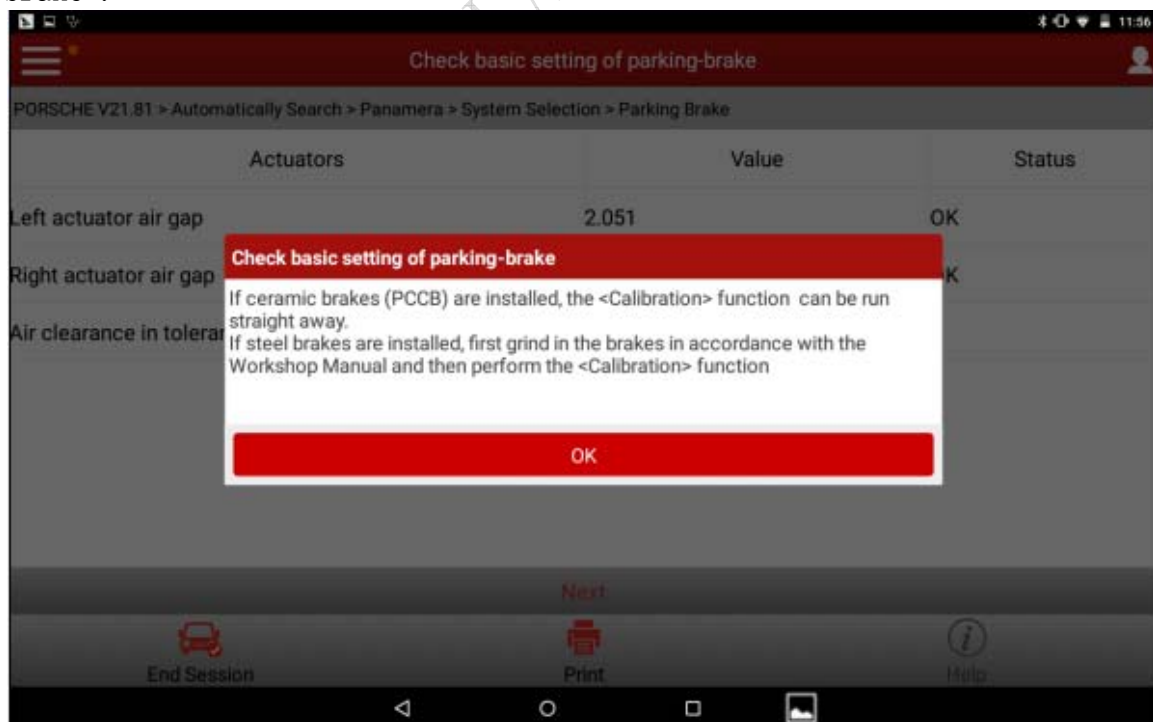 11:56
Check basic setting of parking-brake
PORSCHE V21.81 > Automatically Search > Panamera > System Selection > Parking Brake
Actuators Value Status
Left actuator air gap 2.051 OK
Check basic setting of parking-brake
Right actuator air gap
If ceramic brakes (PCCB) are installed, the <Calibration> function can be run
straight away.
Air clearance in
If steel brakes are installed, first grind in the brakes in accordance with the
Workshop Manual and then perform the <Calibration> function
OK
Next
End Session Print Help